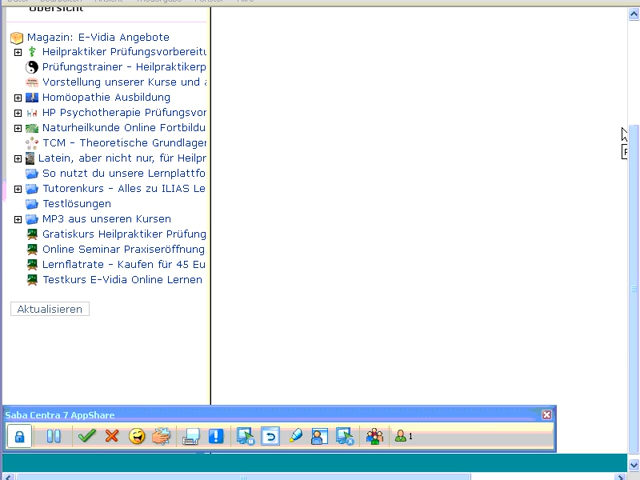 Übersicht
Magazin: E-Vidia Angebote
Heilpraktiker Prüfungsvorbereitu
Prüfungstrainer - Heilpraktikerp
Vorstellung unserer Kurse und a
Homöopathie Ausbildung
HP Psychotherapie Prüfungsvor
Naturheilkunde Online Fortbildu
TCM - Theoretische Grundlagen
Latein, aber nicht nur, für Heilpr
So nutzt du unsere Lernplattfo
Tutorenkurs - Alles zu ILIAS Le
Testlösungen
MP3 aus unseren Kursen
Gratiskurs Heilpraktiker Prüfung
Online Seminar Praxiseröffnung
Lernflatrate - Kaufen für 45 Eu
Testkurs E-Vidia Online Lernen
Aktualisieren
Saba Centra 7 AppShare
1